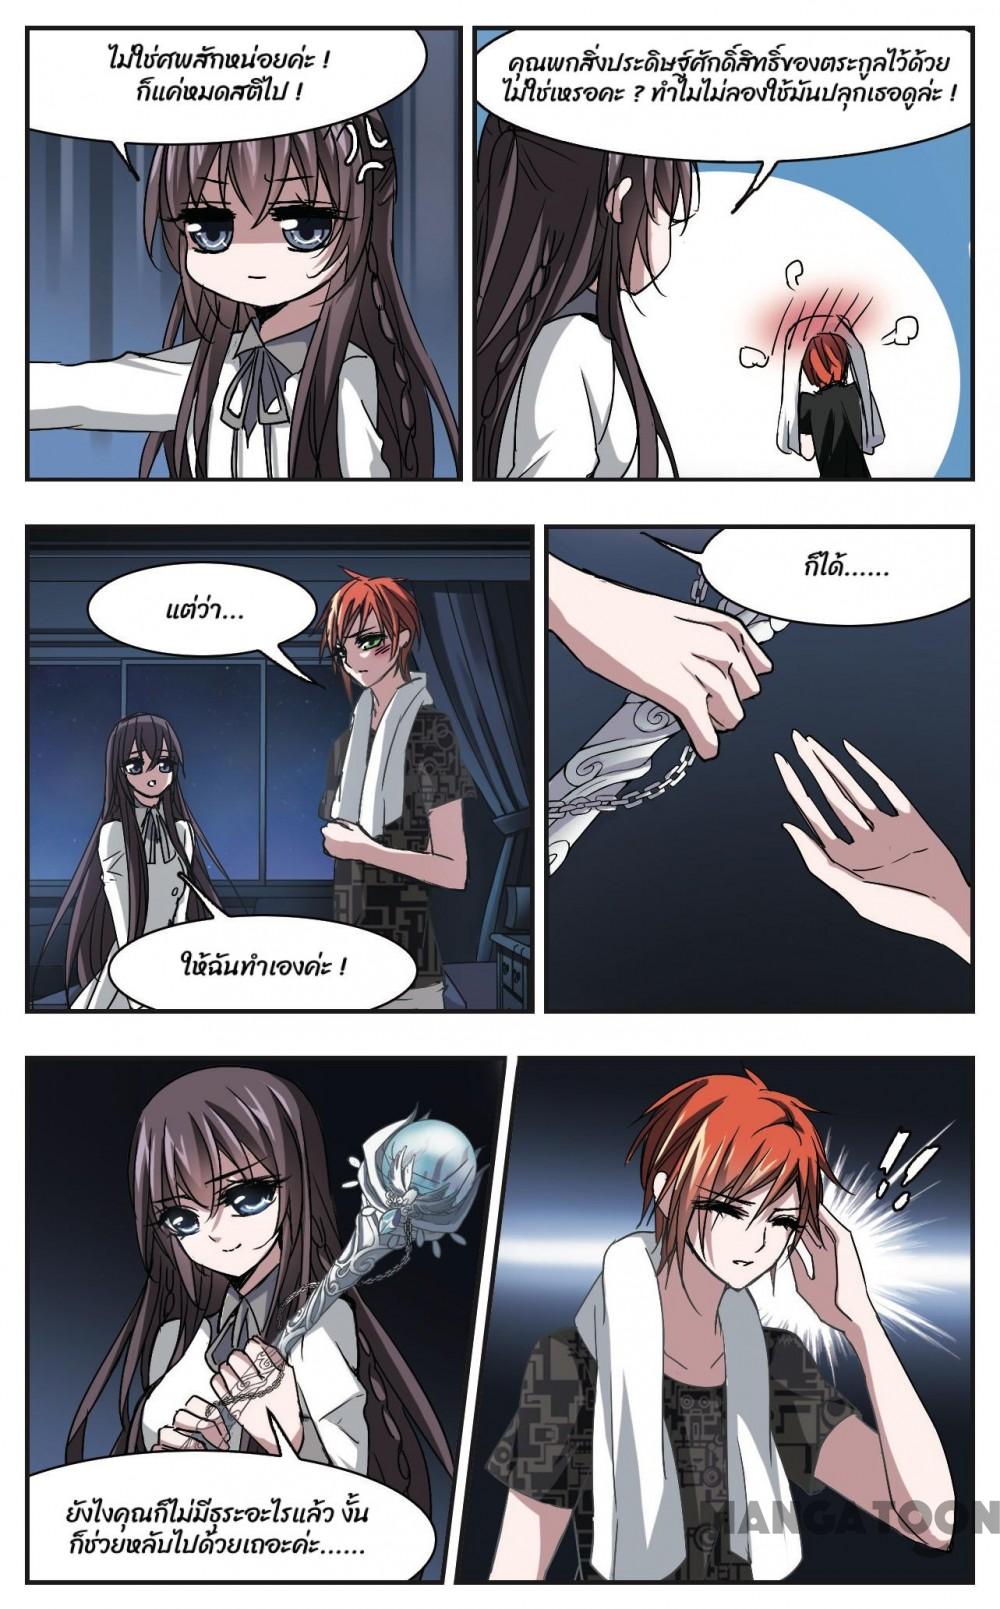 ไม่ใช่ศพสักหน่อยค่ะ !
ก็แค่หมดสติไป !
คุณพกสิ่งประดิษฐ์ศักดิ์สิทธิ์ของตระกูลไว้ด้วย
ไม่ใช่เหรอคะ ? ทำไมไม่ลองใช้มันปลุกเธอดูล่ะ !
แต่ว่า...
ให้ฉันทำเองค่ะ !
ก็ได้......
ยังไงคุณก็ไม่มีธุระอะไรแล้ว งั้น
ก็ช่วยหลับไปด้วยเถอะค่ะ......
!!
MANGATOON